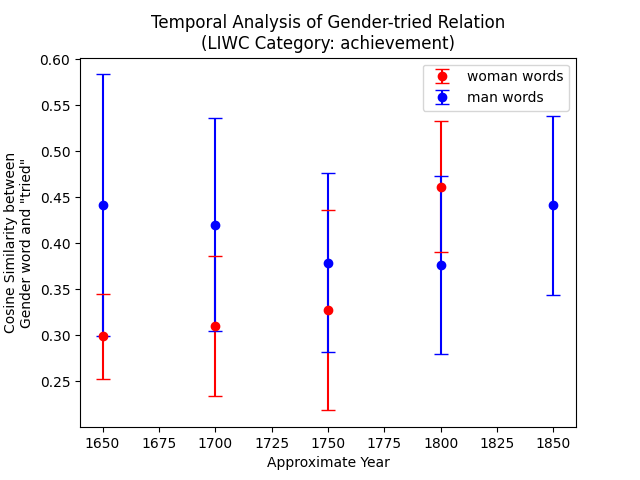 Temporal Analysis of Gender-tried Relation
(LIWC Category: achievement)
woman words
man words
0.60
0.55
0.50
0.45
0.40
0.35
0.30
0.25
Cosine Similarity between
Gender word and "tried"
1650
1675
1700
1725
1750
1775
1800
1825
1850
Approximate Year